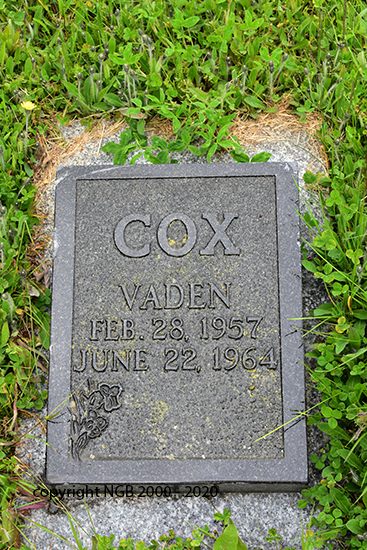 COX
VADEN
FEB. 28, 1957
JUNE 22, 1964
copyright NGB 2000 - 2020